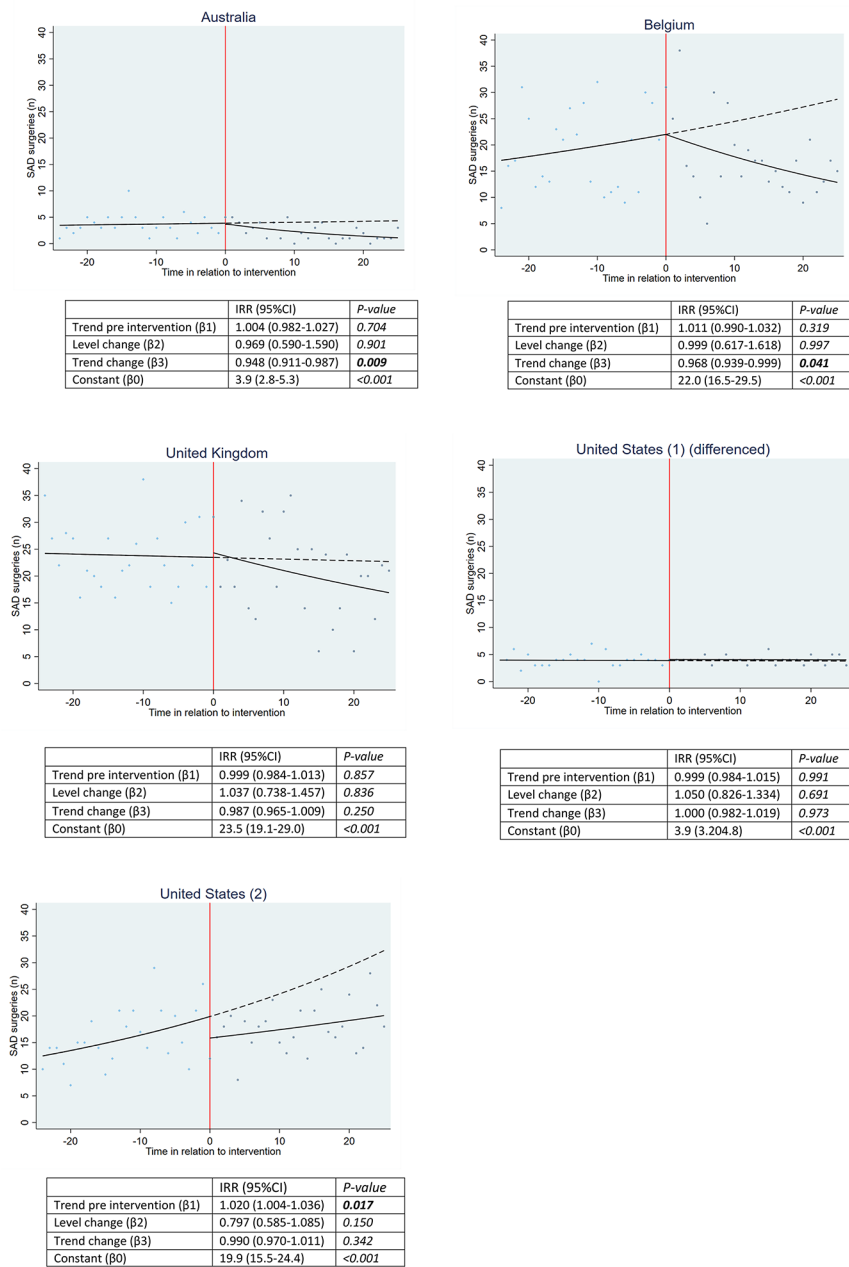 Australia
SAD surgeries (n)
40
35
30
25
20
15
10
5
0
-20 -10 0 10 20
Time in relation to intervention
IRR (95%CI) P-value
Trend pre intervention (β1) 1.004 (0.982-1.027) 0.704
Level change (β2) 0.969 (0.590-1.590) 0.901
Trend change (β3) 0.948 (0.911-0.987) 0.009
Constant (β0) 3.9 (2.8-5.3) <0.001
Belgium
SAD surgeries (n)
40
35
30
25
20
15
10
5
0
-20 -10 0 10 20
Time in relation to intervention
IRR (95%CI) P-value
Trend pre intervention (β1) 1.011 (0.990-1.032) 0.319
Level change (β2) 0.999 (0.617-1.618) 0.997
Trend change (β3) 0.968 (0.939-0.999) 0.041
Constant (β0) 22.0 (16.5-29.5) <0.001
United Kingdom
SAD surgeries (n)
40
35
30
25
20
15
10
5
0
-20 -10 0 10 20
Time in relation to intervention
IRR (95%CI) P-value
Trend pre intervention (β1) 0.999 (0.984-1.013) 0.857
Level change (β2) 1.037 (0.738-1.457) 0.836
Trend change (β3) 0.987 (0.965-1.009) 0.250
Constant (β0) 23.5 (19.1-29.0) <0.001
United States (1) (differenced)
SAD surgeries (n)
40
35
30
25
20
15
10
5
0
-20 -10 0 10 20
Time in relation to intervention
IRR (95%CI) P-value
Trend pre intervention (β1) 0.999 (0.984-1.015) 0.991
Level change (β2) 1.050 (0.826-1.334) 0.691
Trend change (β3) 1.000 (0.982-1.019) 0.973
Constant (β0) 3.9 (3.204.8) <0.001
United States (2)
SAD surgeries (n)
40
35
30
25
20
15
10
5
0
-20 -10 0 10 20
Time in relation to intervention
IRR (95%CI) P-value
Trend pre intervention (β1) 1.020 (1.004-1.036) 0.017
Level change (β2) 0.797 (0.585-1.085) 0.150
Trend change (β3) 0.990 (0.970-1.011) 0.342
Constant (β0) 19.9 (15.5-24.4) <0.001